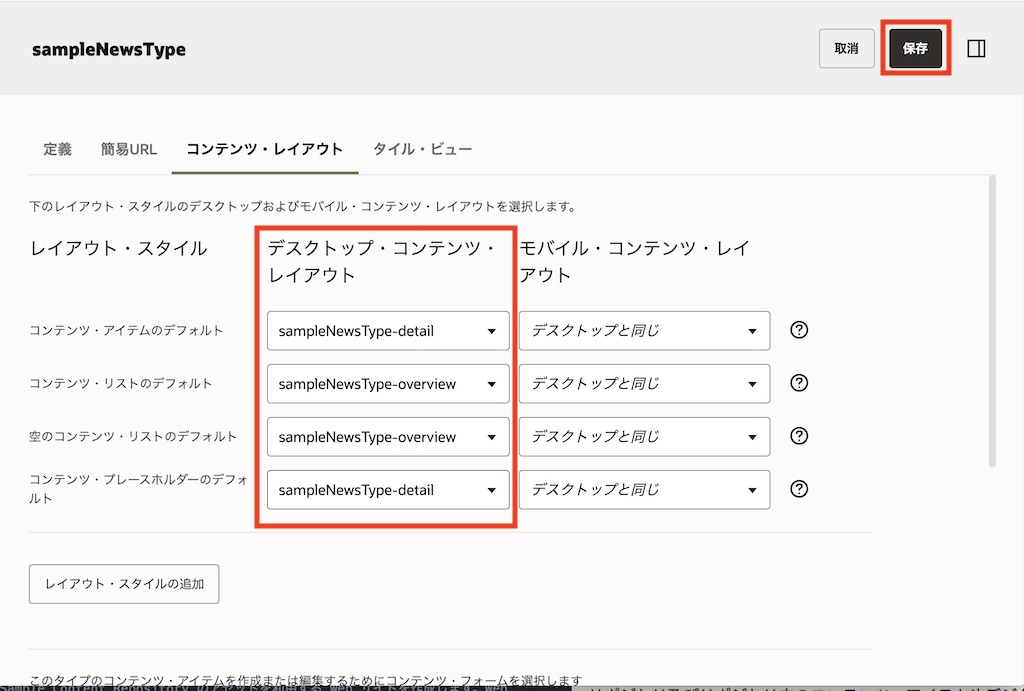 sampleNewsType
取消
保存
定義
簡易URL
コンテンツ・レイアウト
タイル・ビュー
下のレイアウト・スタイルのデスクトップおよびモバイル・コンテンツ・レイアウトを選択します。
レイアウト・スタイル
デスクトップ・コンテンツ・
レイアウト
モバイル・コンテンツ・レイ
アウト
コンテンツ・アイテムのデフォルト
sampleNewsType-detail
デスクトップと同じ
コンテンツ・リストのデフォルト
sampleNewsType-overview
デスクトップと同じ
空のコンテンツ・リストのデフォルト
sampleNewsType-overview
デスクトップと同じ
コンテンツ・プレースホルダーのデフォ
ルト
sampleNewsType-detail
デスクトップと同じ
レイアウト・スタイルの追加
このタイプのコンテンツ・アイテムを作成または編集するためにコンテンツ・フォームを選択します